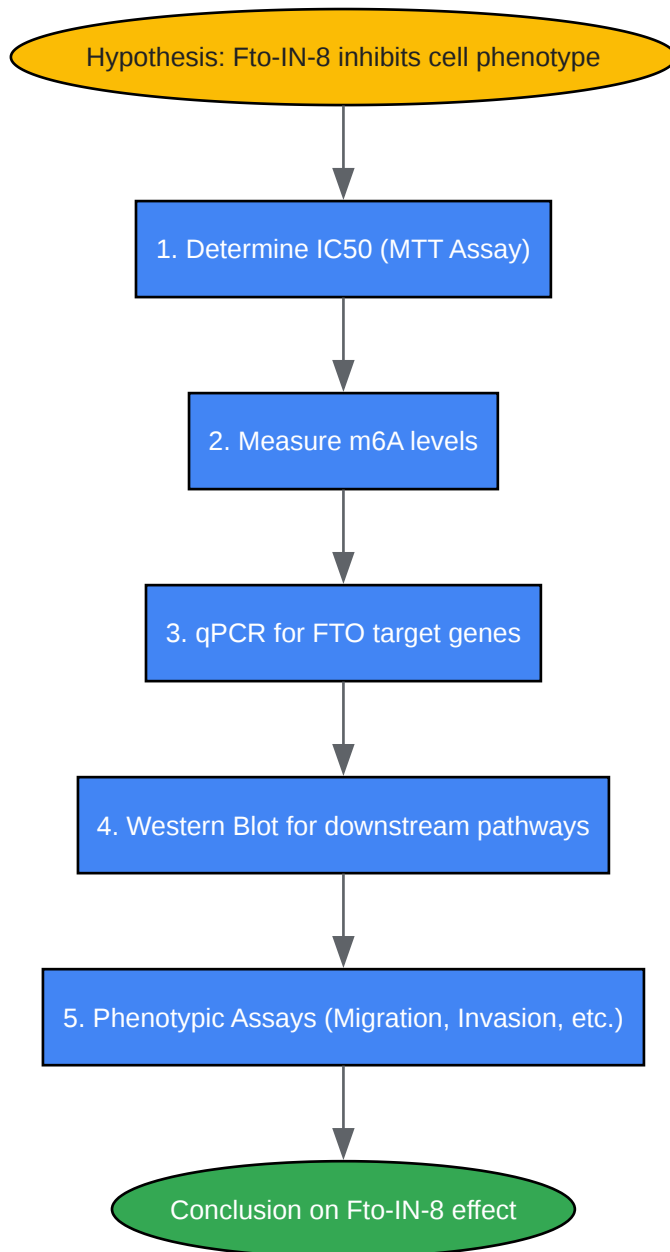 Hypothesis: Fto-IN-8 inhibits cell phenotype
1. Determine IC50 (MTT Assay)
2. Measure m6A levels
3. qPCR for FTO target genes
4. Western Blot for downstream pathways
5. Phenotypic Assays (Migration, Invasion, etc.)
Conclusion on Fto-IN-8 effect